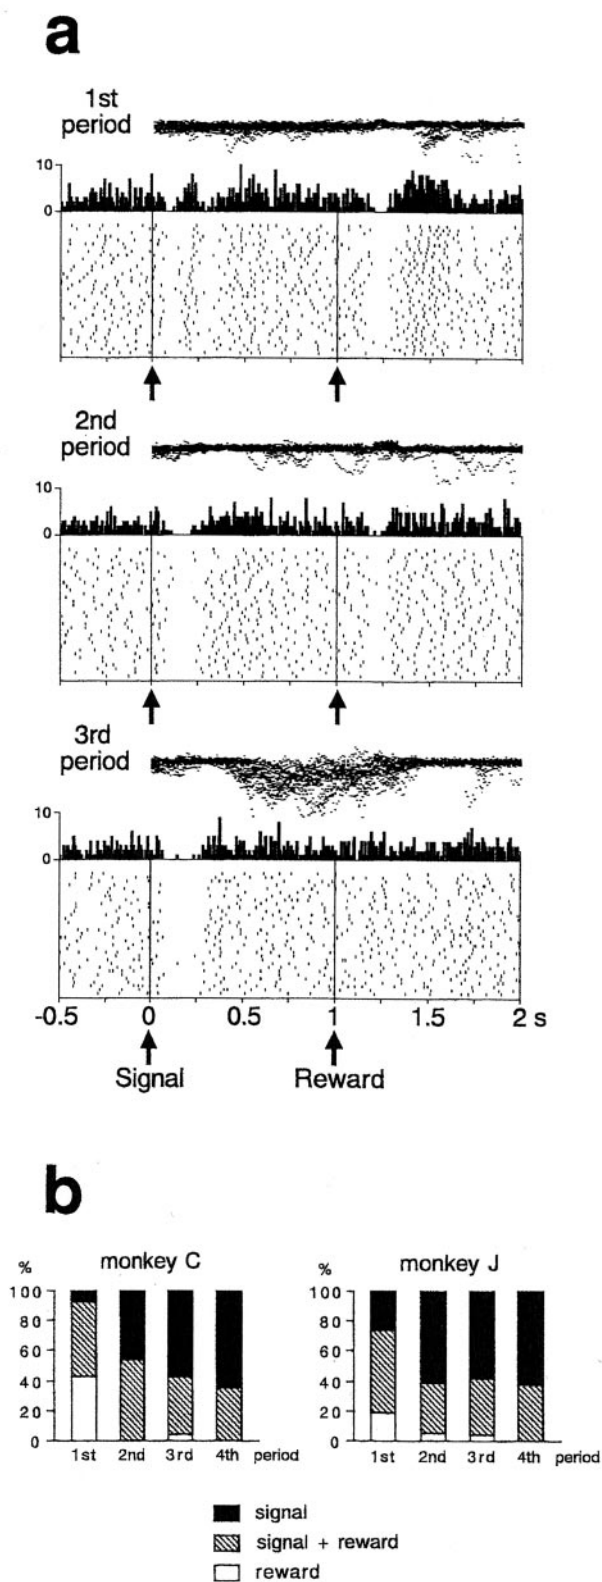 a
1st
period
10
0
2nd
period
10
0
3rd
period
10
0
-0.5 0 0.5 1 1.5 2 s
Signal Reward
b
% monkey C
100
80
60
40
20
0
1st 2nd 3rd 4th period
% monkey J
100
80
60
40
20
0
1st 2nd 3rd 4th period
signal
signal + reward
reward